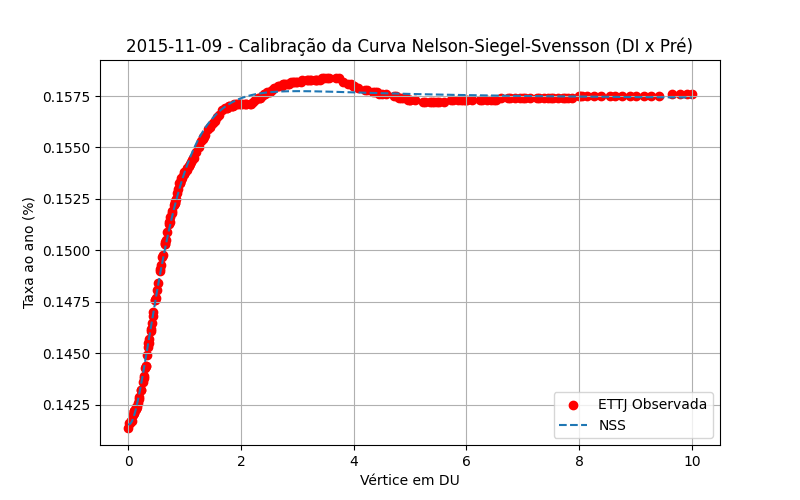 2015-11-09 - Calibração da Curva Nelson-Siegel-Svensson (DI x Pré)
Taxa ao ano (%)
0.1575
0.1550
0.1525
0.1500
0.1475
0.1450
0.1425
ETTJ Observada
NSS
0 2 4 6 8 10
Vértice em DU